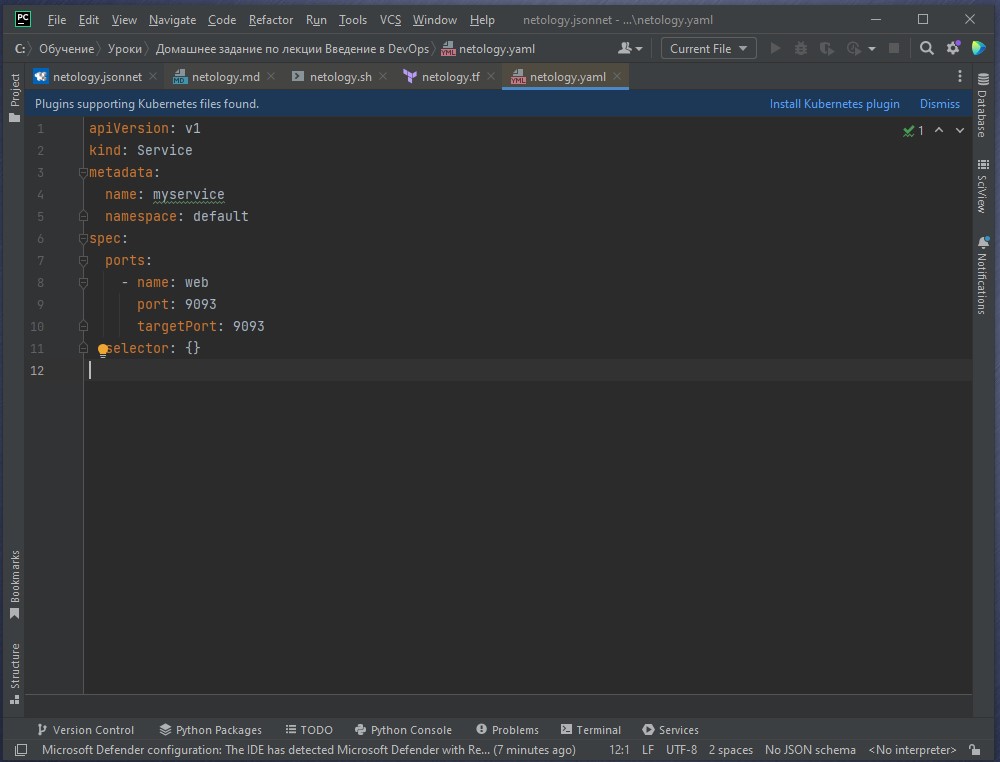 PC File Edit View Navigate Code Refactor Run Tools VCS Window Help netology.jsonnet - ...\netology.yaml
C: Обучение Уроки Домашнее задание по лекции Введение в DevOps netology.yaml Current File
netology.jsonnet netology.md netology.sh netology.tf netology.yaml
Plugins supporting Kubernetes files found. Install Kubernetes plugin Dismiss
1 apiVersion: v1
2 kind: Service
3 metadata:
4 name: myservice
5 namespace: default
6 spec:
7 ports:
8 - name: web
9 port: 9093
10 targetPort: 9093
11 selector: {}
12
1
Project
Bookmarks
Structure
Database
SciView
Notifications
Version Control Python Packages TODO Python Console Problems Terminal Services
Microsoft Defender configuration: The IDE has detected Microsoft Defender with Re... (7 minutes ago) 12:1 LF UTF-8 2 spaces No JSON schema <No interpreter>